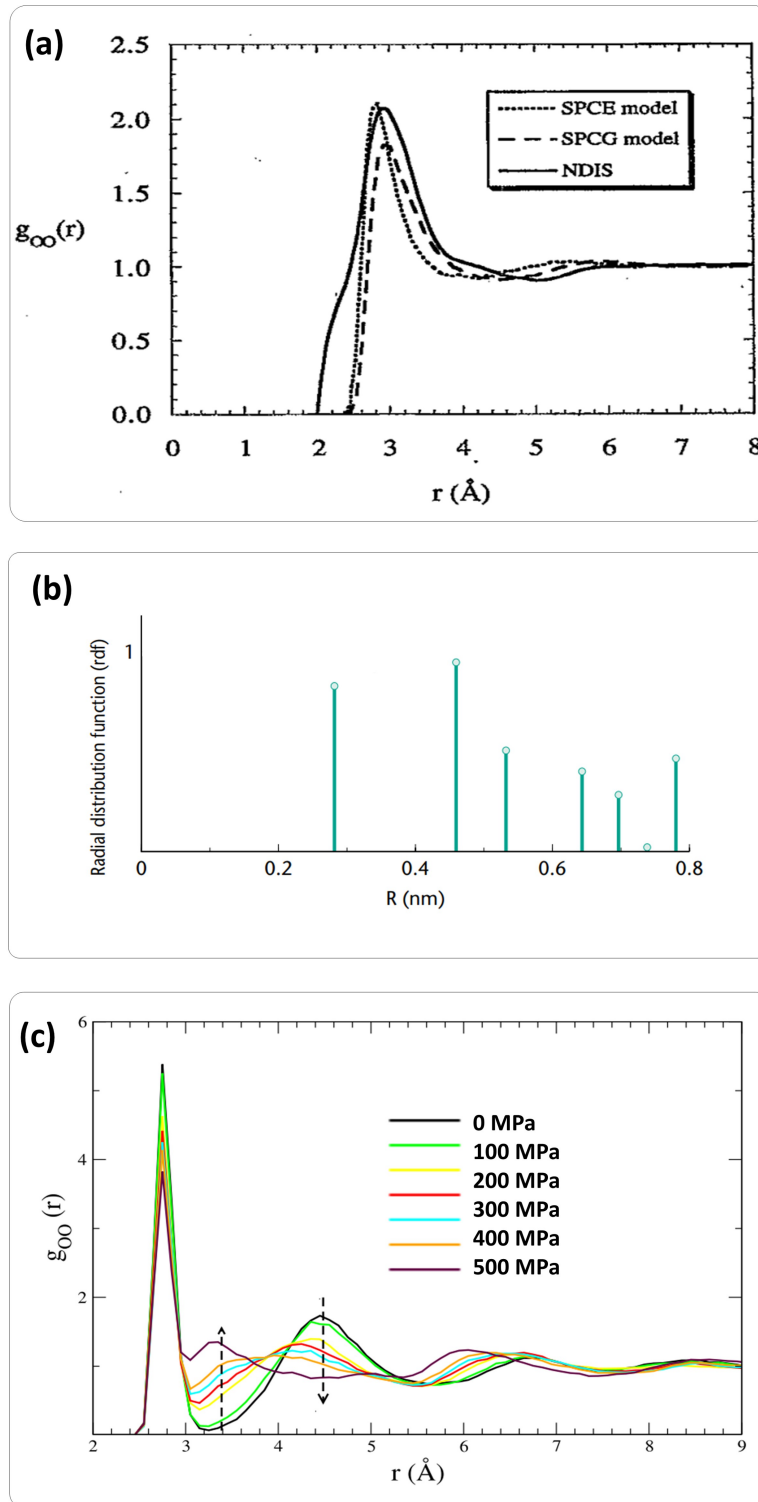 (a)
2.5
2.0
1.5
1.0
0.5
0.0
g_OO(r)
SPCE model
SPCG model
NDIS
0 1 2 3 4 5 6 7 8
r (Å)
(b)
Radial distribution function (rdf)
1
0 0.2 0.4 0.6 0.8
R (nm)
(c)
6
4
2
g_OO (r)
0 MPa
100 MPa
200 MPa
300 MPa
400 MPa
500 MPa
2 3 4 5 6 7 8 9
r (Å)